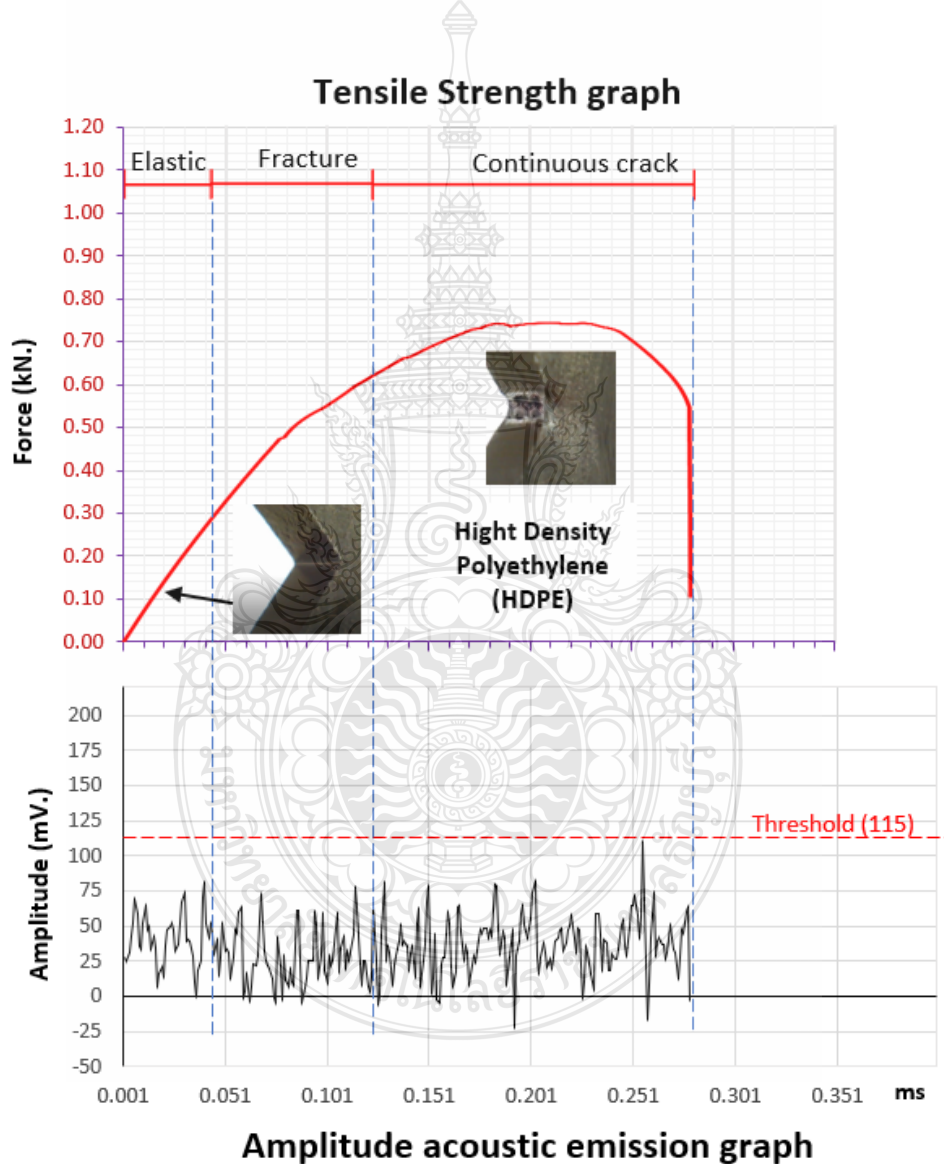 Tensile Strength graph
1.20
1.10
1.00
0.90
0.80
0.70
0.60
0.50
0.40
0.30
0.20
0.10
0.00
Force (kN.)
Elastic
Fracture
Continuous crack
Hight Density
Polyethylene
(HDPE)
200
175
150
125
100
75
50
25
0
-25
-50
Amplitude (mV.)
Threshold (115)
0.001 0.051 0.101 0.151 0.201 0.251 0.301 0.351 ms
Amplitude acoustic emission graph